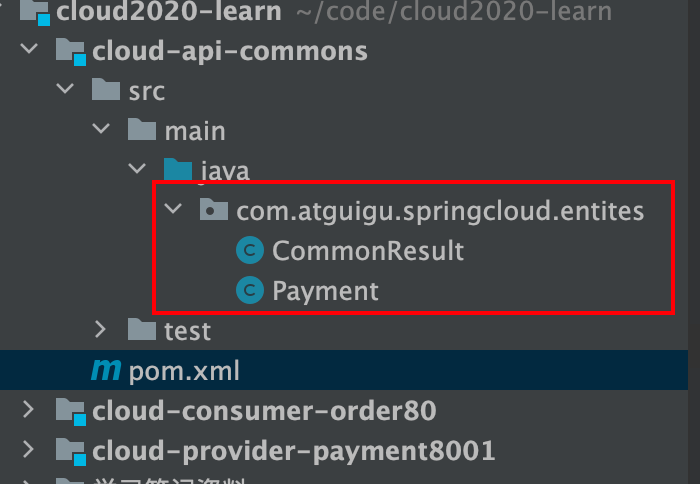 cloud2020-learn ~/code/cloud2020-learn
cloud-api-commons
src
main
java
com.atguigu.springcloud.entites
C CommonResult
C Payment
test
m pom.xml
cloud-consumer-order80
cloud-provider-payment8001